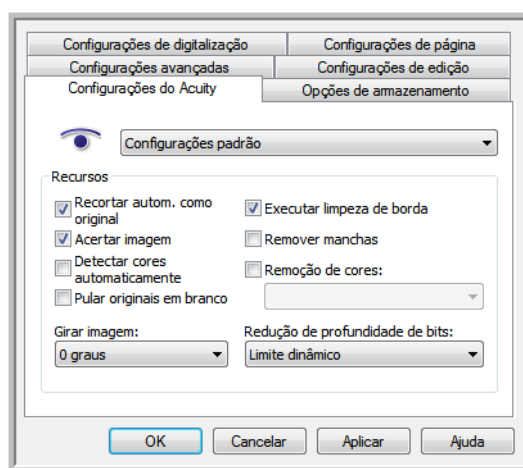 Configurações de digitalização
Configurações de página
Configurações avançadas
Configurações de edição
Configurações do Acuity
Opções de armazenamento
Configurações padrão
Recursos
Recortar autom. como
original
Executar limpeza de borda
Acertar imagem
Remover manchas
Detectar cores
automaticamente
Remoção de cores:
Pular originais em branco
Girar imagem:
Redução de profundidade de bits:
0 graus
Limite dinâmico
OK
Cancelar
Aplicar
Ajuda